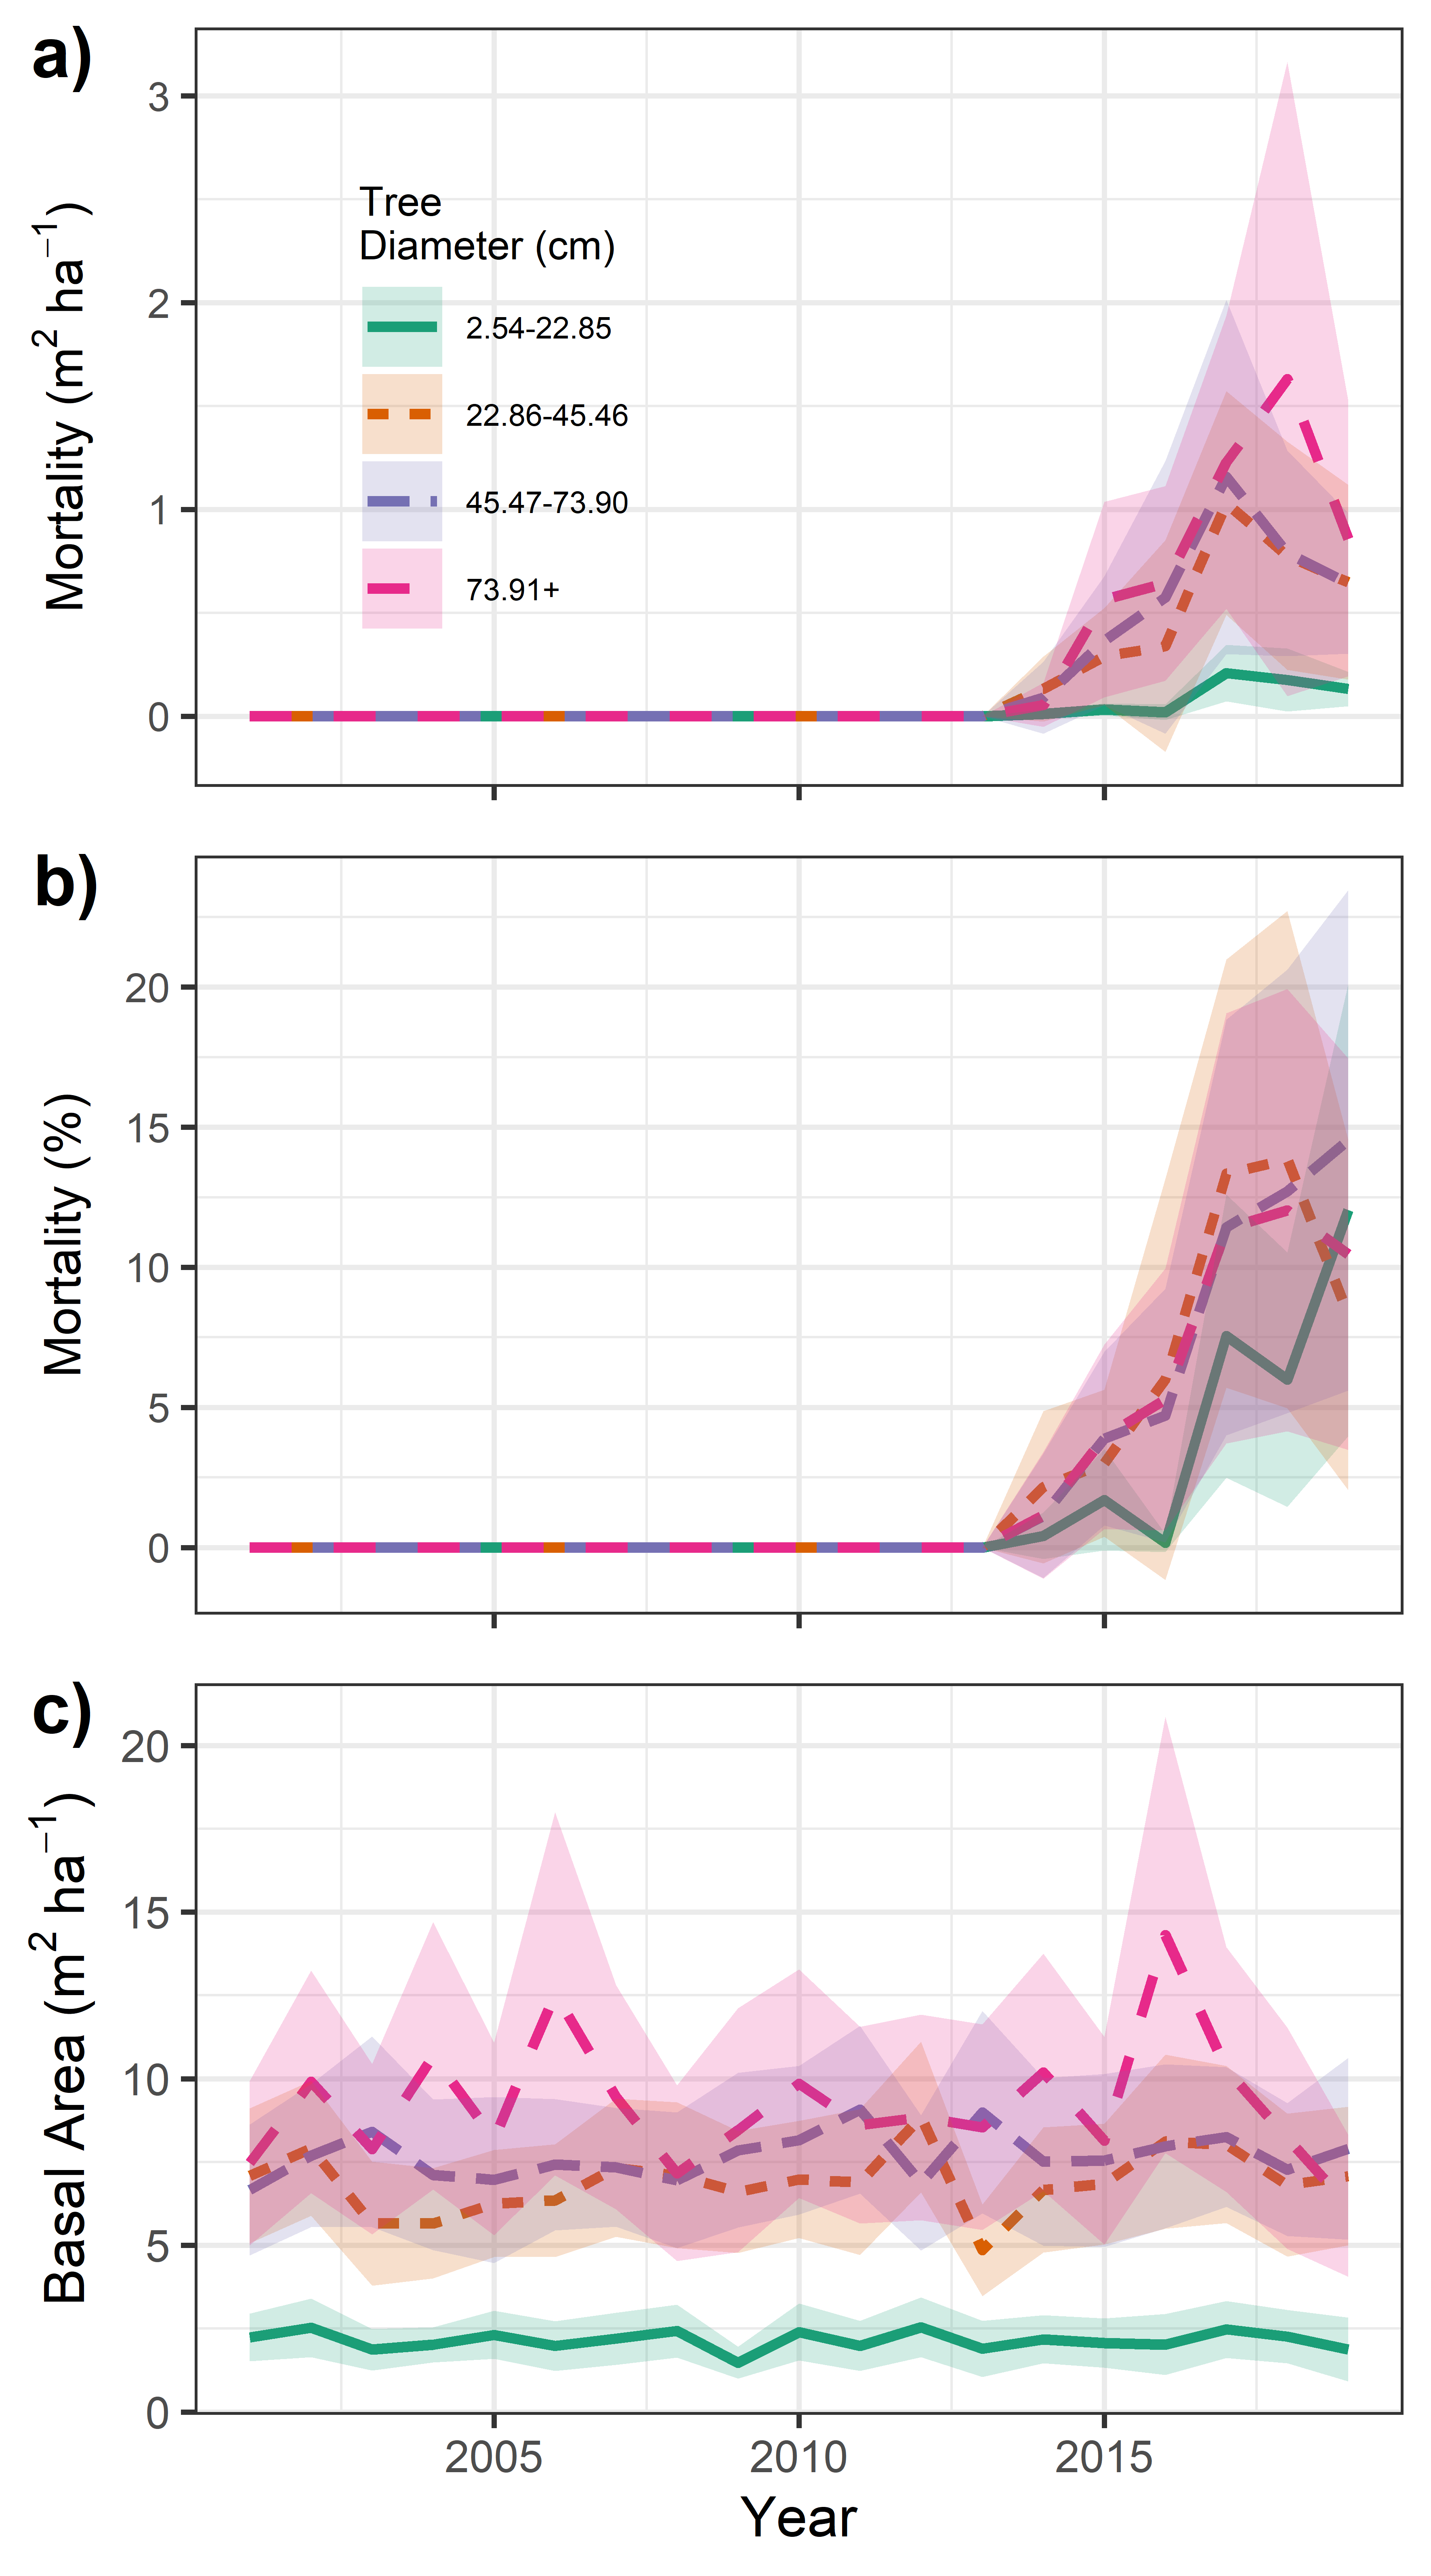 a)
Mortality (m² ha⁻¹)
3
2
1
0
Tree
Diameter (cm)
2.54-22.85
22.86-45.46
45.47-73.90
73.91+
b)
Mortality (%)
20
15
10
5
0
c)
Basal Area (m² ha⁻¹)
20
15
10
5
0
2005 2010 2015
Year